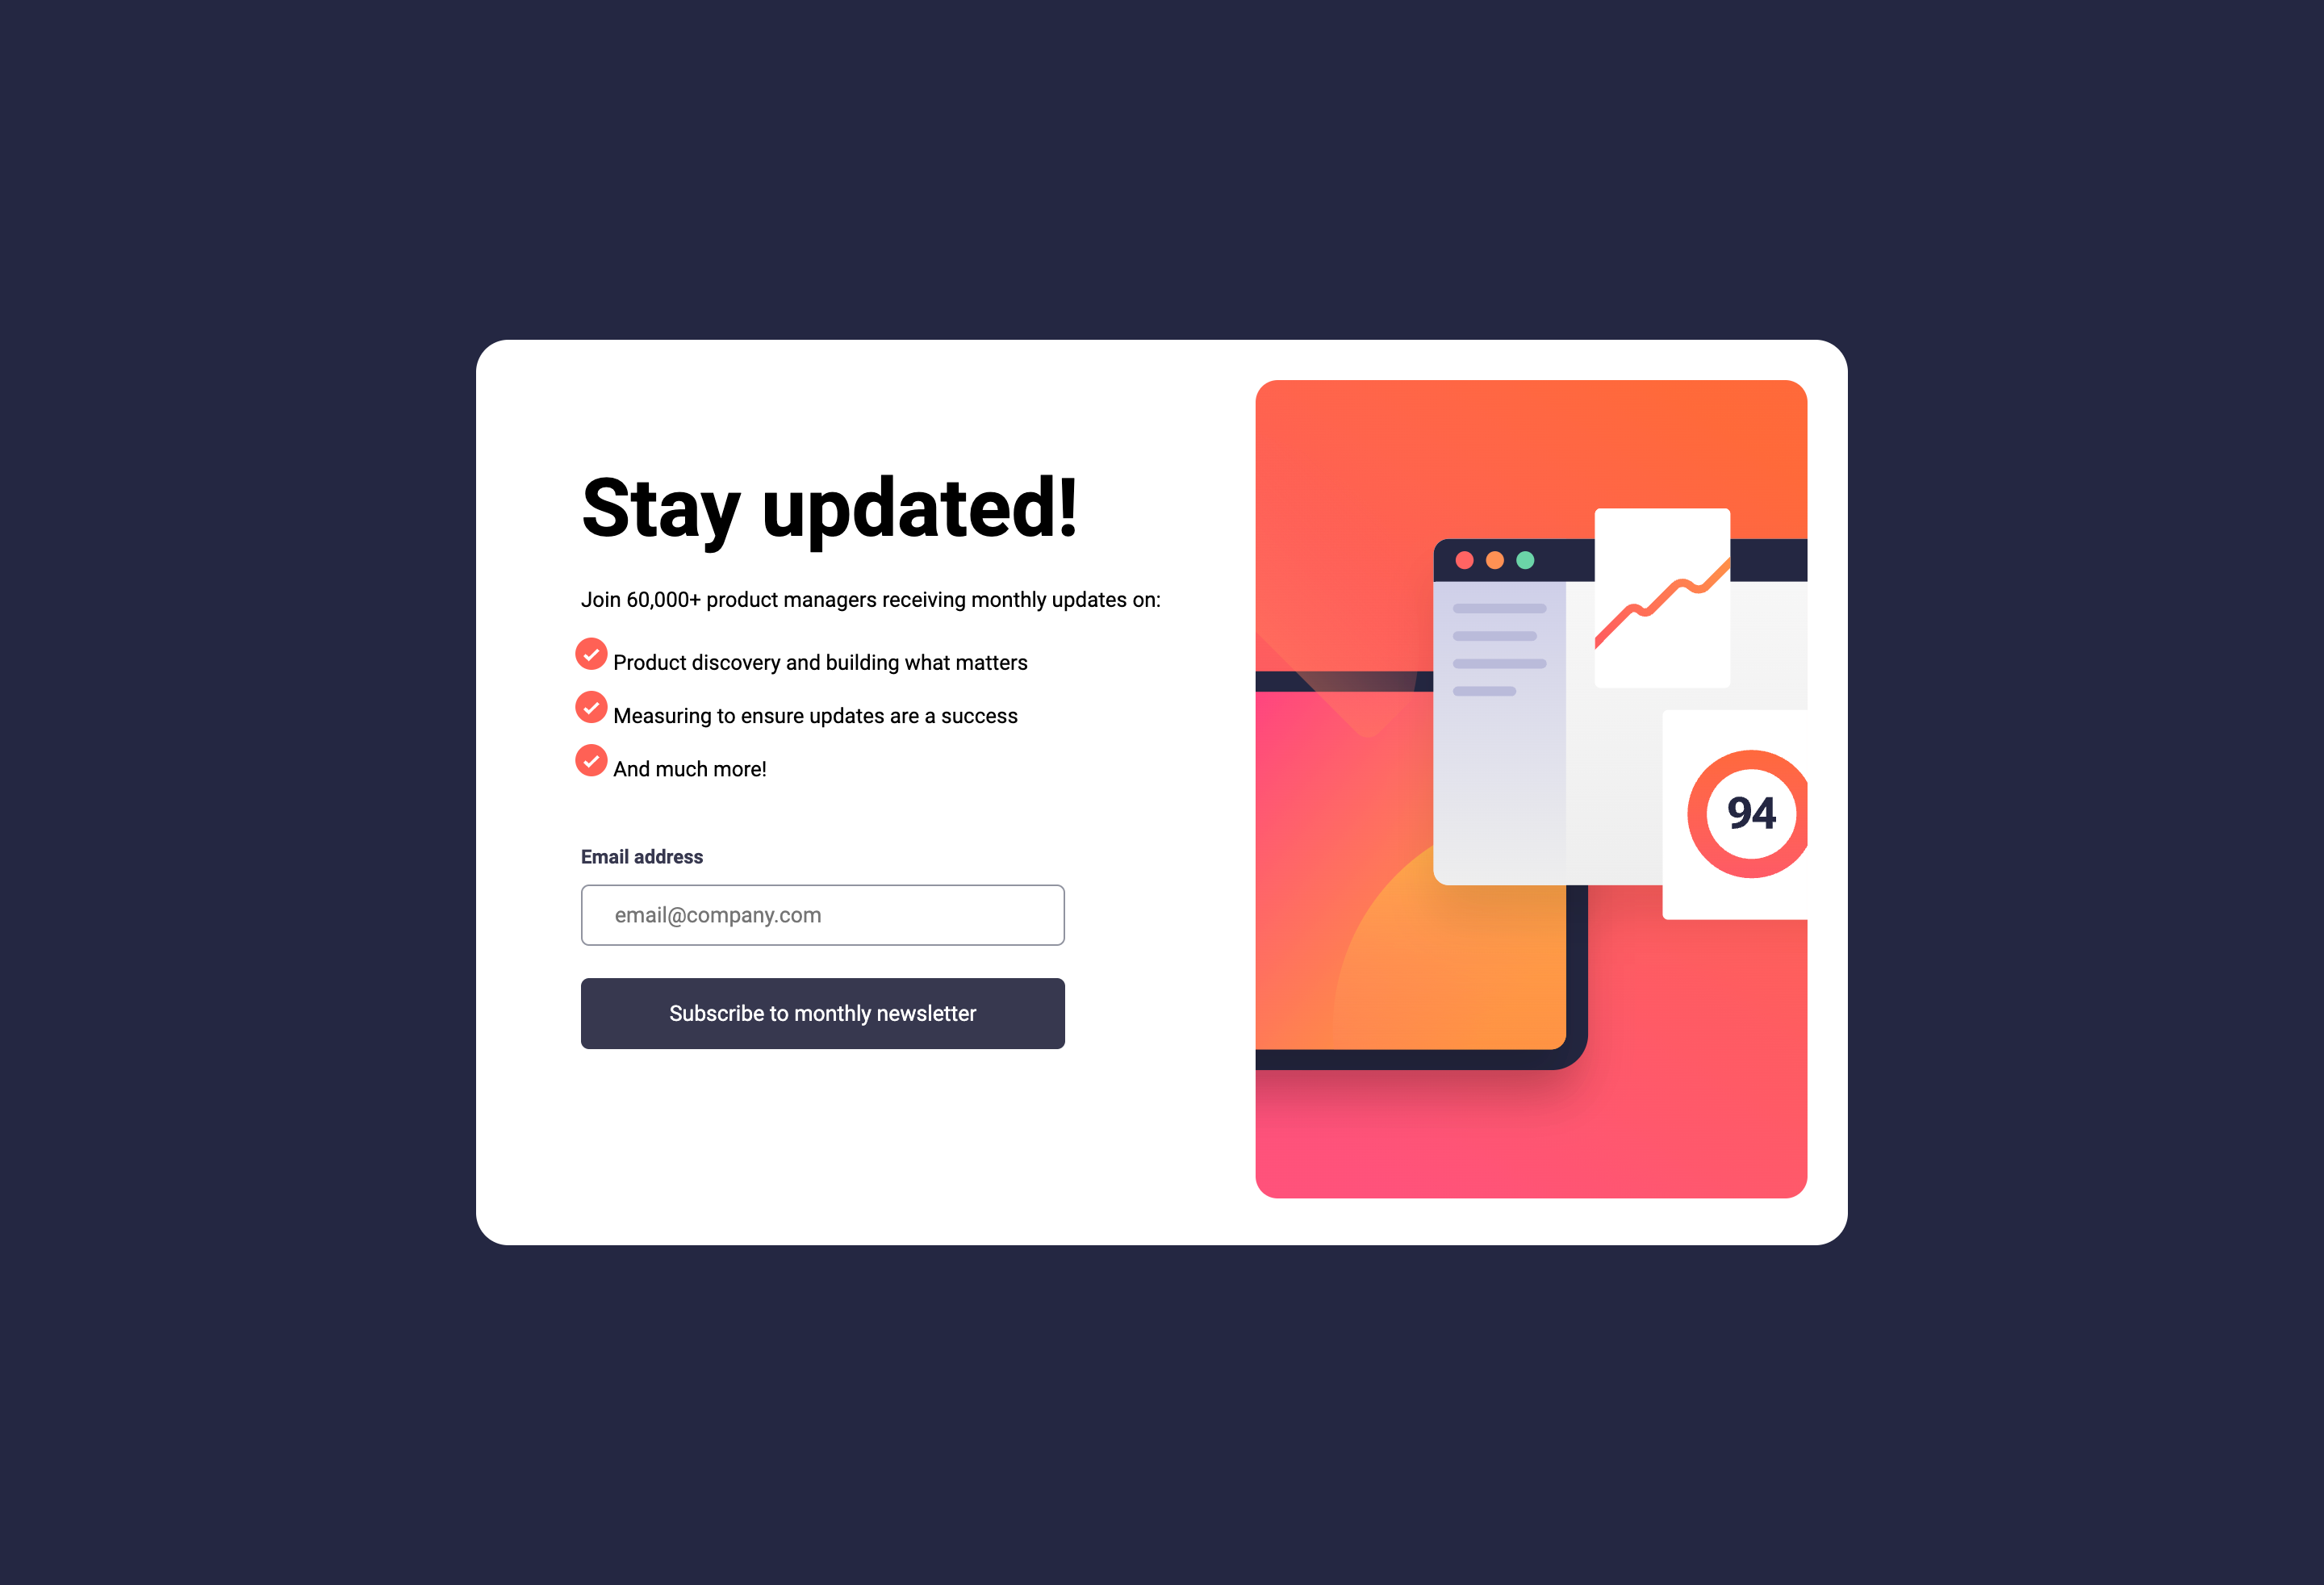 Stay updated!
Join 60,000+ product managers receiving monthly updates on:
Product discovery and building what matters
Measuring to ensure updates are a success
And much more!
Email address
email@company.com
Subscribe to monthly newsletter
94